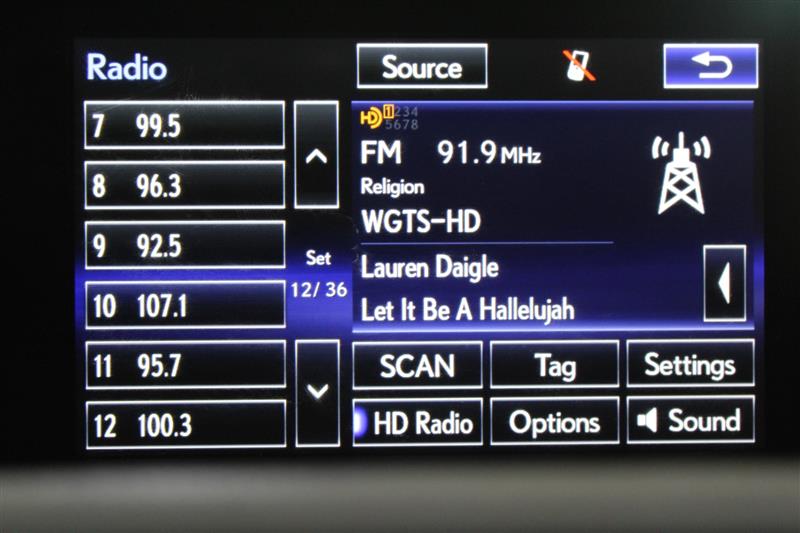 Radio
Source
7 99.5
8 96.3
9 92.5
10 107.1
11 95.7
12 100.3
Set
12/36
HD 1234
5678
FM 91.9 MHz
Religion
WGTS-HD
Lauren Daigle
Let It Be A Hallelujah
SCAN
Tag
Settings
HD Radio
Options
Sound